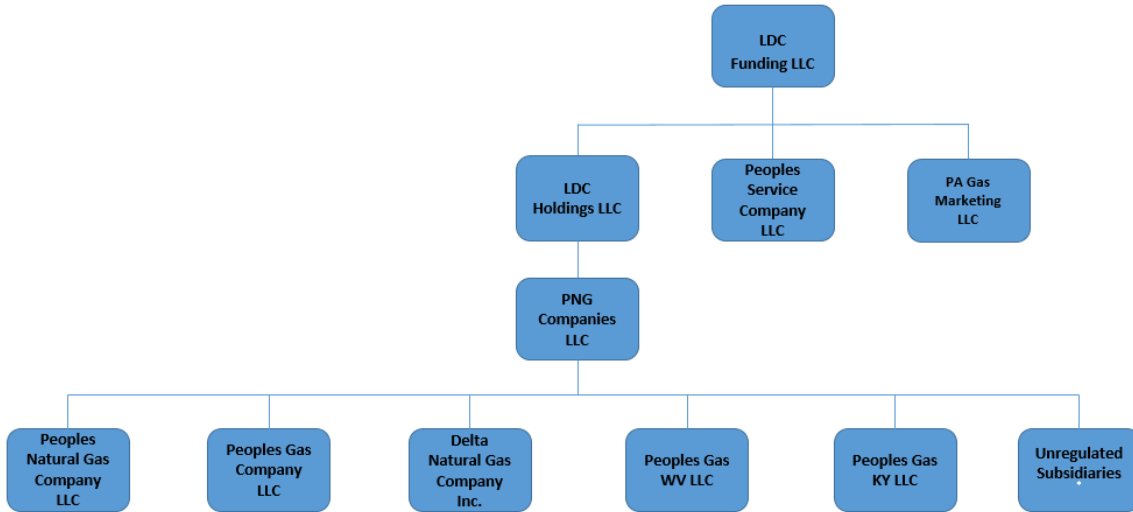 LDC
Funding LLC
LDC
Holdings LLC
Peoples
Service
Company
LLC
PA Gas
Marketing
LLC
PNG
Companies
LLC
Peoples
Natural Gas
Company
LLC
Peoples Gas
Company
LLC
Delta
Natural Gas
Company
Inc.
Peoples Gas
WV LLC
Peoples Gas
KY LLC
Unregulated
Subsidiaries